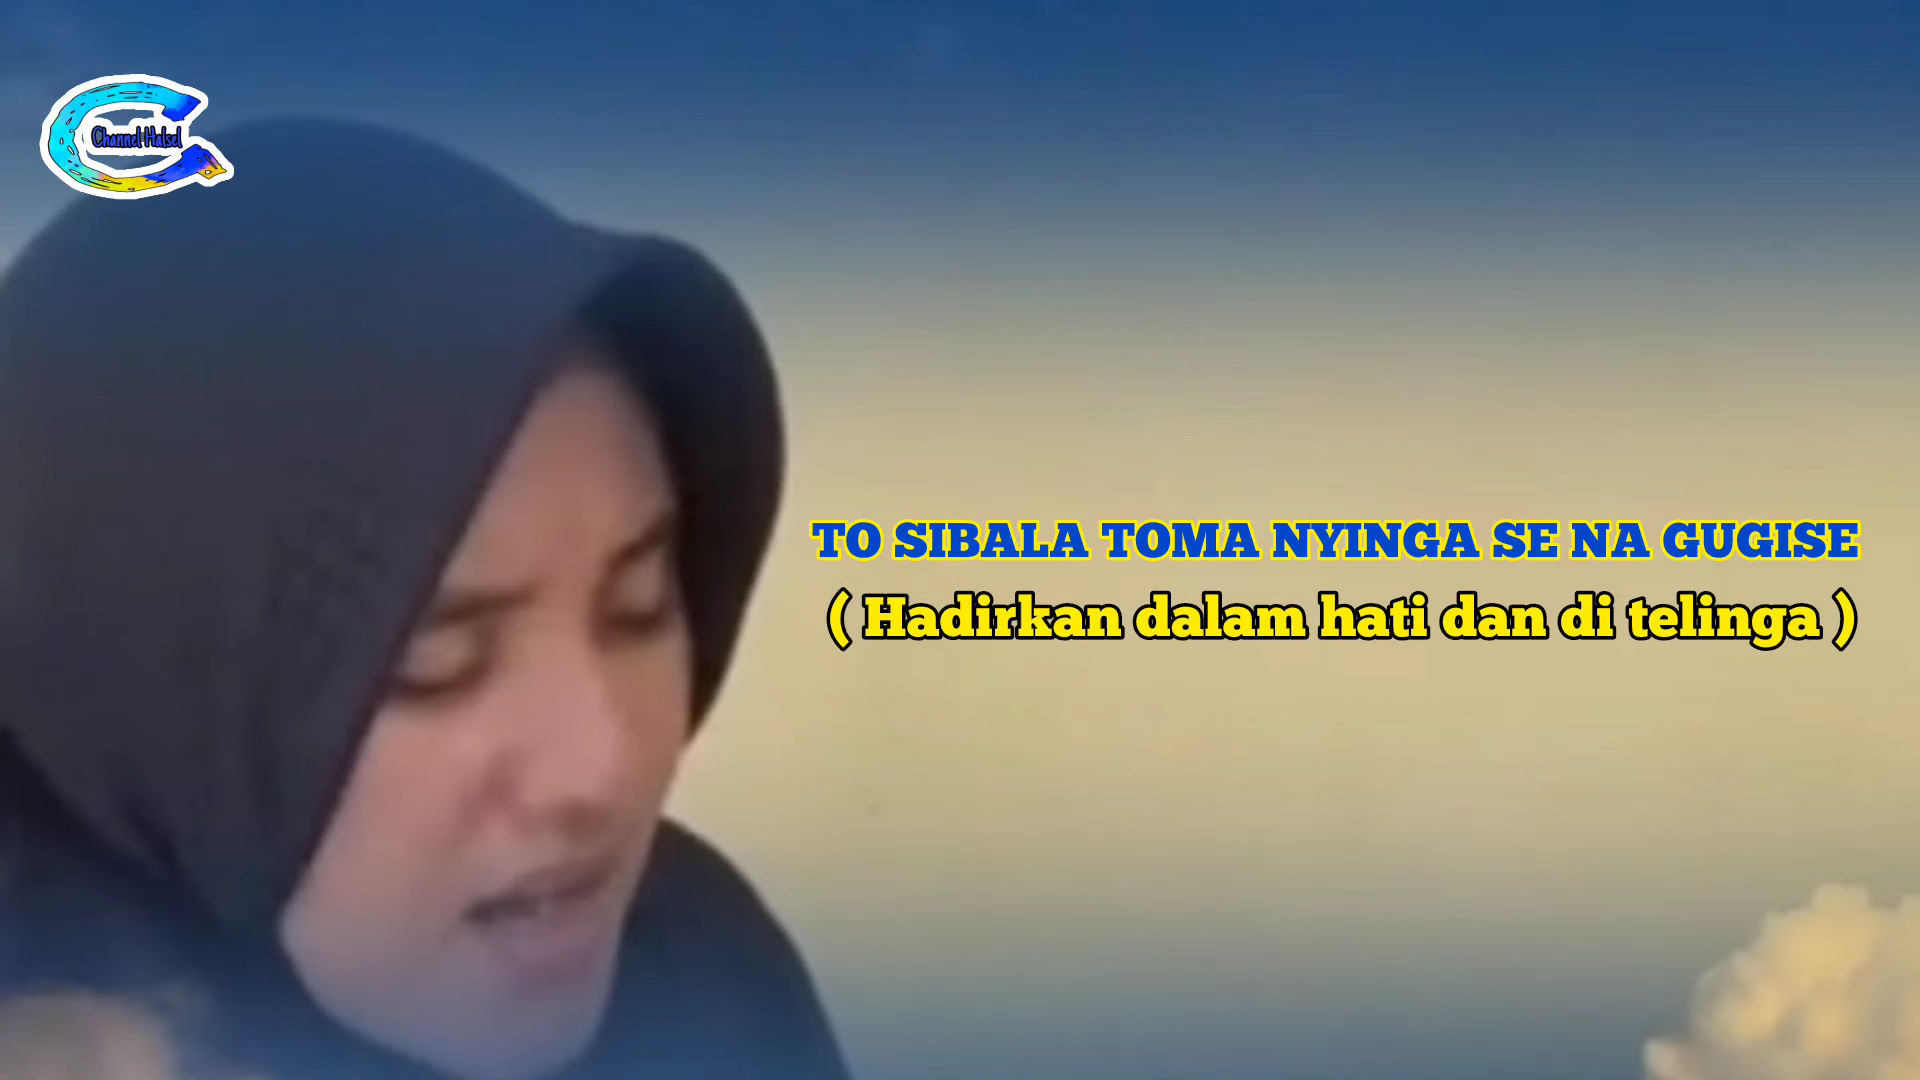 Channel Halsel
TO SIBALA TOMA NYINGA SE NA GUGISE
( Hadirkan dalam hati dan di telinga )